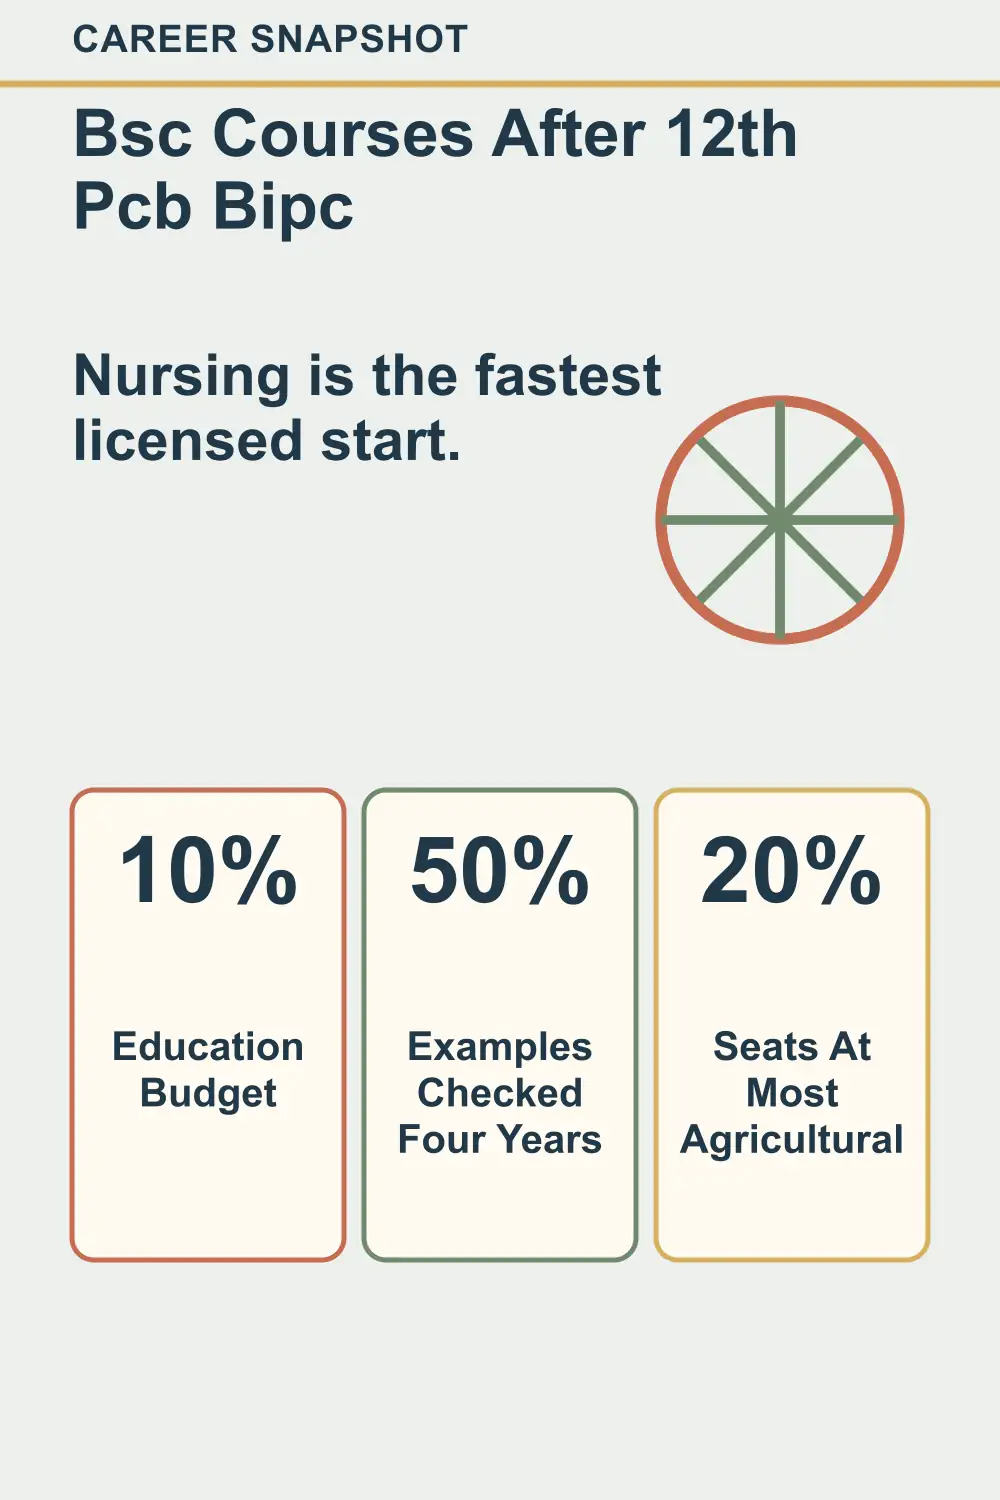 CAREER SNAPSHOT
Bsc Courses After 12th
Pcb Bipc
Nursing is the fastest
licensed start.
10%
Education
Budget
50%
Examples
Checked
Four Years
20%
Seats At
Most
Agricultural